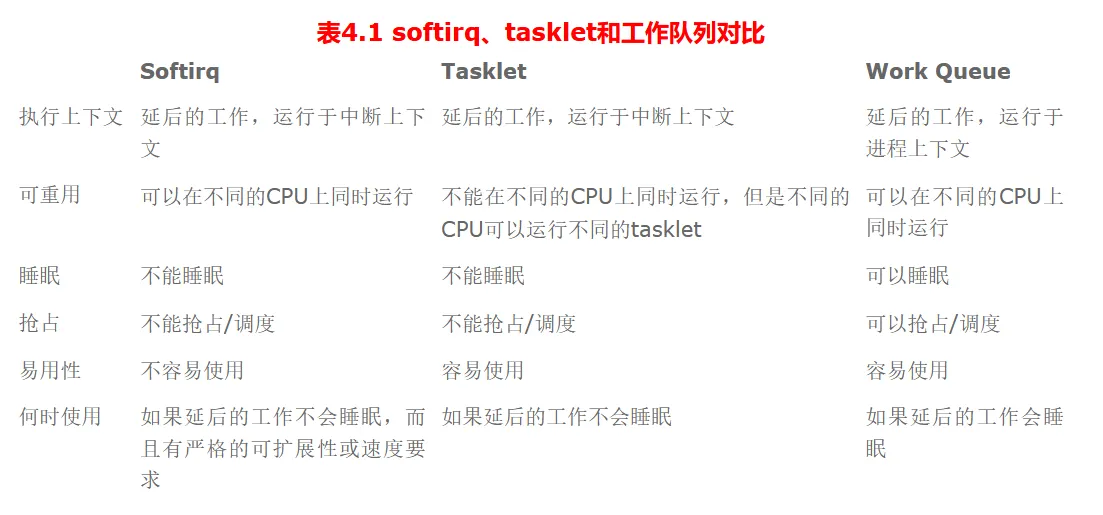 表4.1 softirq、tasklet和工作队列对比
Softirq Tasklet Work Queue
执行上下文 延后的工作，运行于中断上下 延后的工作，运行于中断上下文 延后的工作，运行于
文 进程上下文
可重用 可以在不同的CPU上同时运行 不能在不同的CPU上同时运行，但是不同的 可以在不同的CPU上
CPU可以运行不同的tasklet 同时运行
睡眠 不能睡眠 不能睡眠 可以睡眠
抢占 不能抢占/调度 不能抢占/调度 可以抢占/调度
易用性 不容易使用 容易使用 容易使用
何时使用 如果延后的工作不会睡眠，而 如果延后的工作不会睡眠 如果延后的工作会睡
且有严格的可扩展性或速度要 眠
求